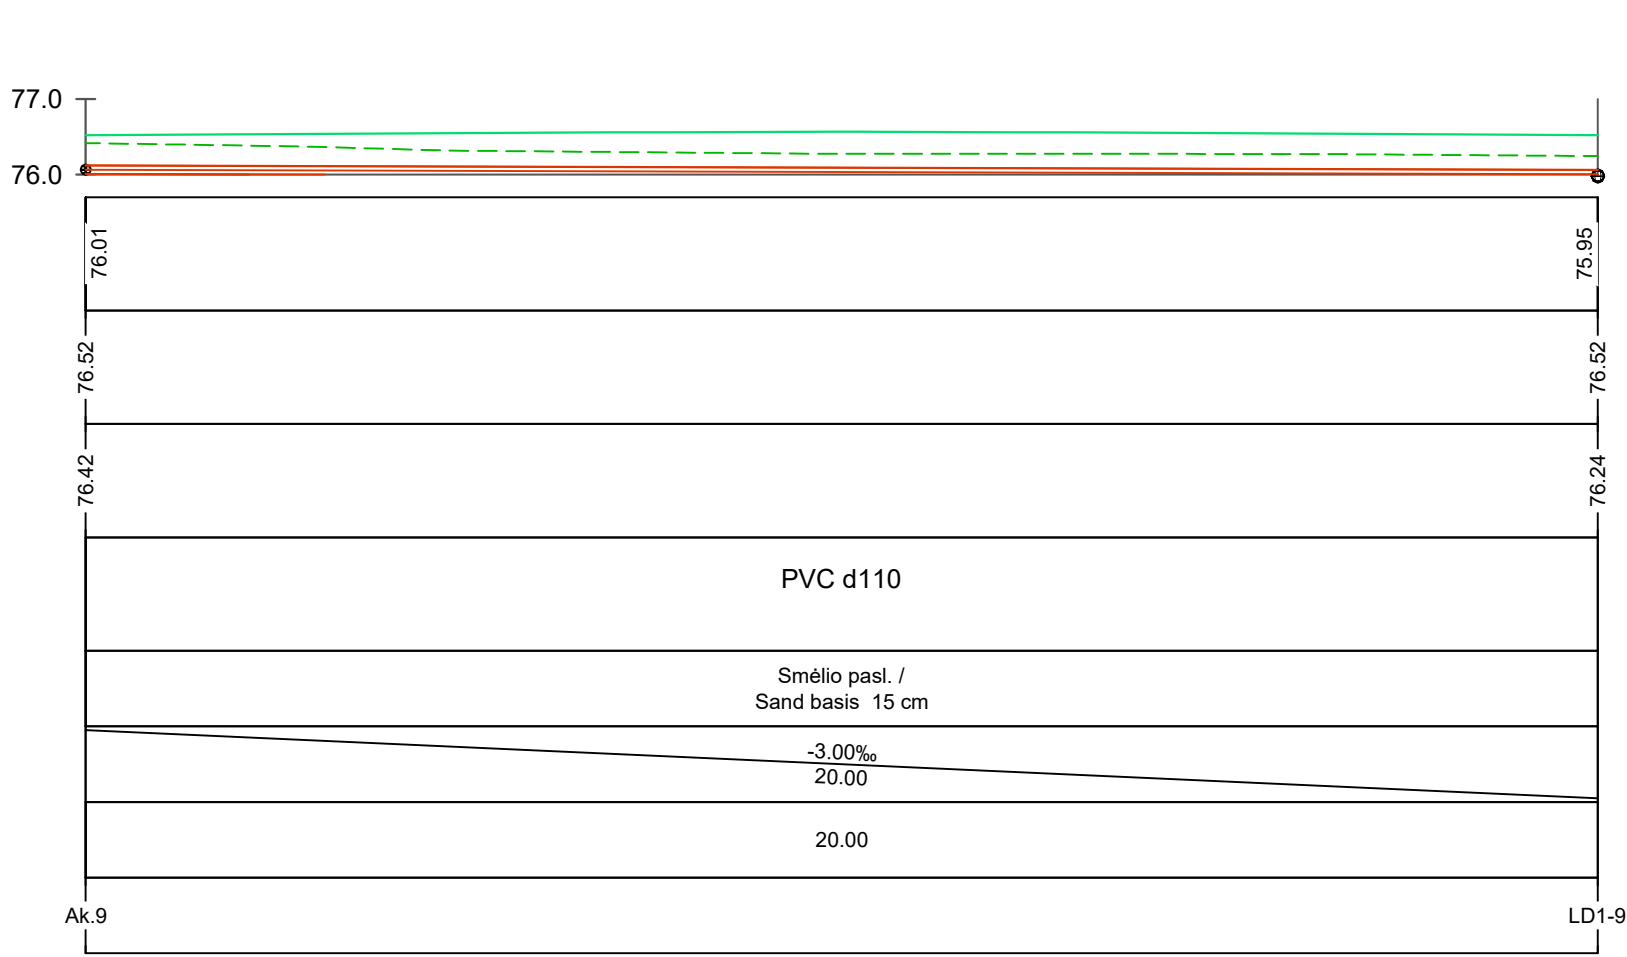 77.0
76.0
76.01
75.95
76.52
76.52
76.42
76.24
PVC d110
Smėlio pasl. /
Sand basis  15 cm
-3.00‰
20.00
20.00
Ak.9
LD1-9